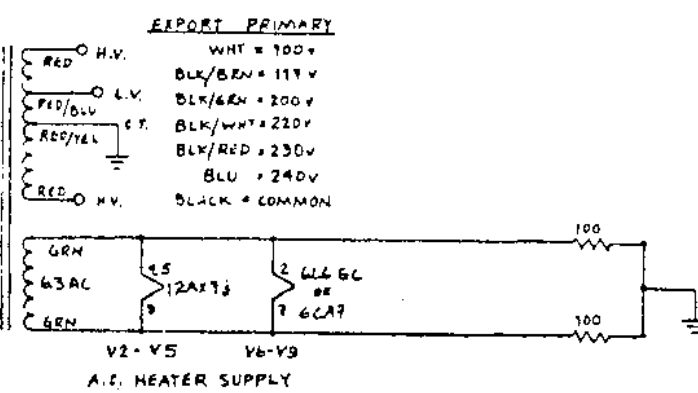 EXPORT PRIMARY
WHT = 100V
BLK/BRN = 117V
BLK/GRN = 200V
BLK/WHT = 220V
BLK/RED = 230V
BLU = 240V
BLACK = COMMON
H.V.
RED
L.V.
RED/BLU
C.T.
RED/YEL
RED
H.V.
GRN
6.3AC
GRN
4 5
12AX7s
9
2
6L6GC
OR
6CA7
7
100
100
V2 - V5
V6-V9
A.C. HEATER SUPPLY